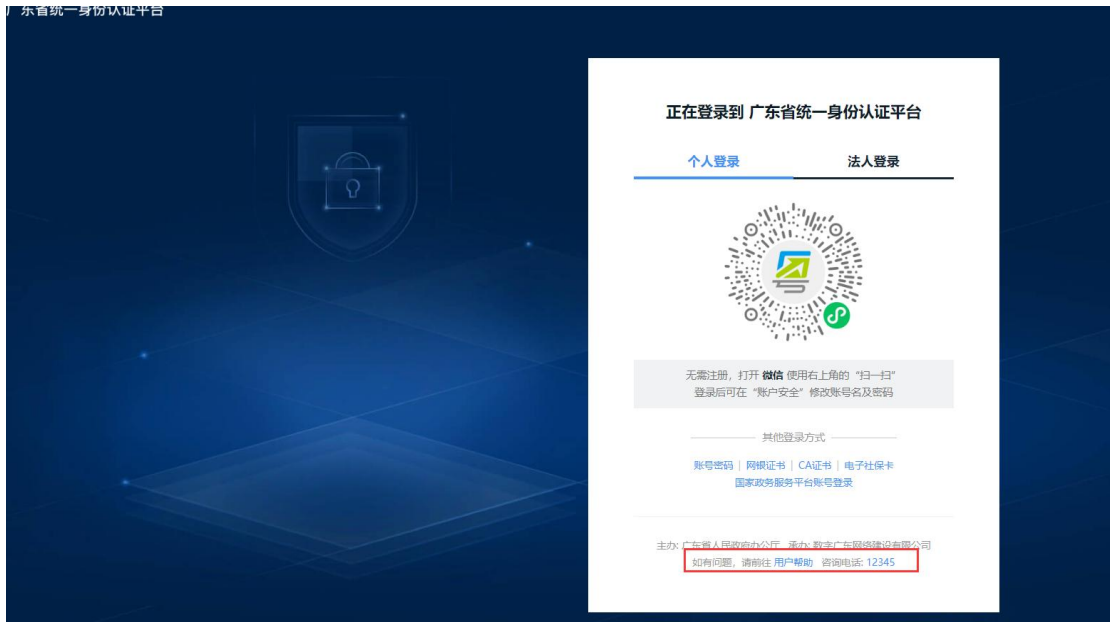 广东省统一身份认证平台
正在登录到 广东省统一身份认证平台
个人登录 法人登录
无需注册，打开 微信 使用右上角的“扫一扫”
登录后可在“账户安全”修改账号名及密码
其他登录方式
账号密码 | 网银证书 | CA证书 | 电子社保卡
国家政务服务平台账号登录
主办: 广东省人民政府办公厅 承办: 数字广东网络建设有限公司
如有问题，请前往 用户帮助 咨询电话: 12345